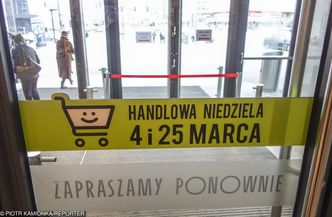 HANDLOWA NIEDZIELA
4 i 25 MARCA
ZAPRASZAMY PONOWNIE
© PIOTR KAMIONKA/REPORTER